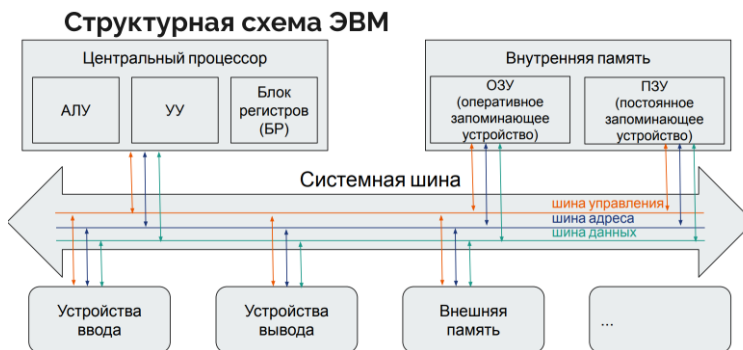 Структурная схема ЭВМ
Центральный процессор
АЛУ
УУ
Блок
регистров
(БР)
Внутренняя память
ОЗУ
(оперативное
запоминающее
устройство)
ПЗУ
(постоянное
запоминающее
устройство)
Системная шина
шина управления
шина адреса
шина данных
Устройства
ввода
Устройства
вывода
Внешняя
память
...